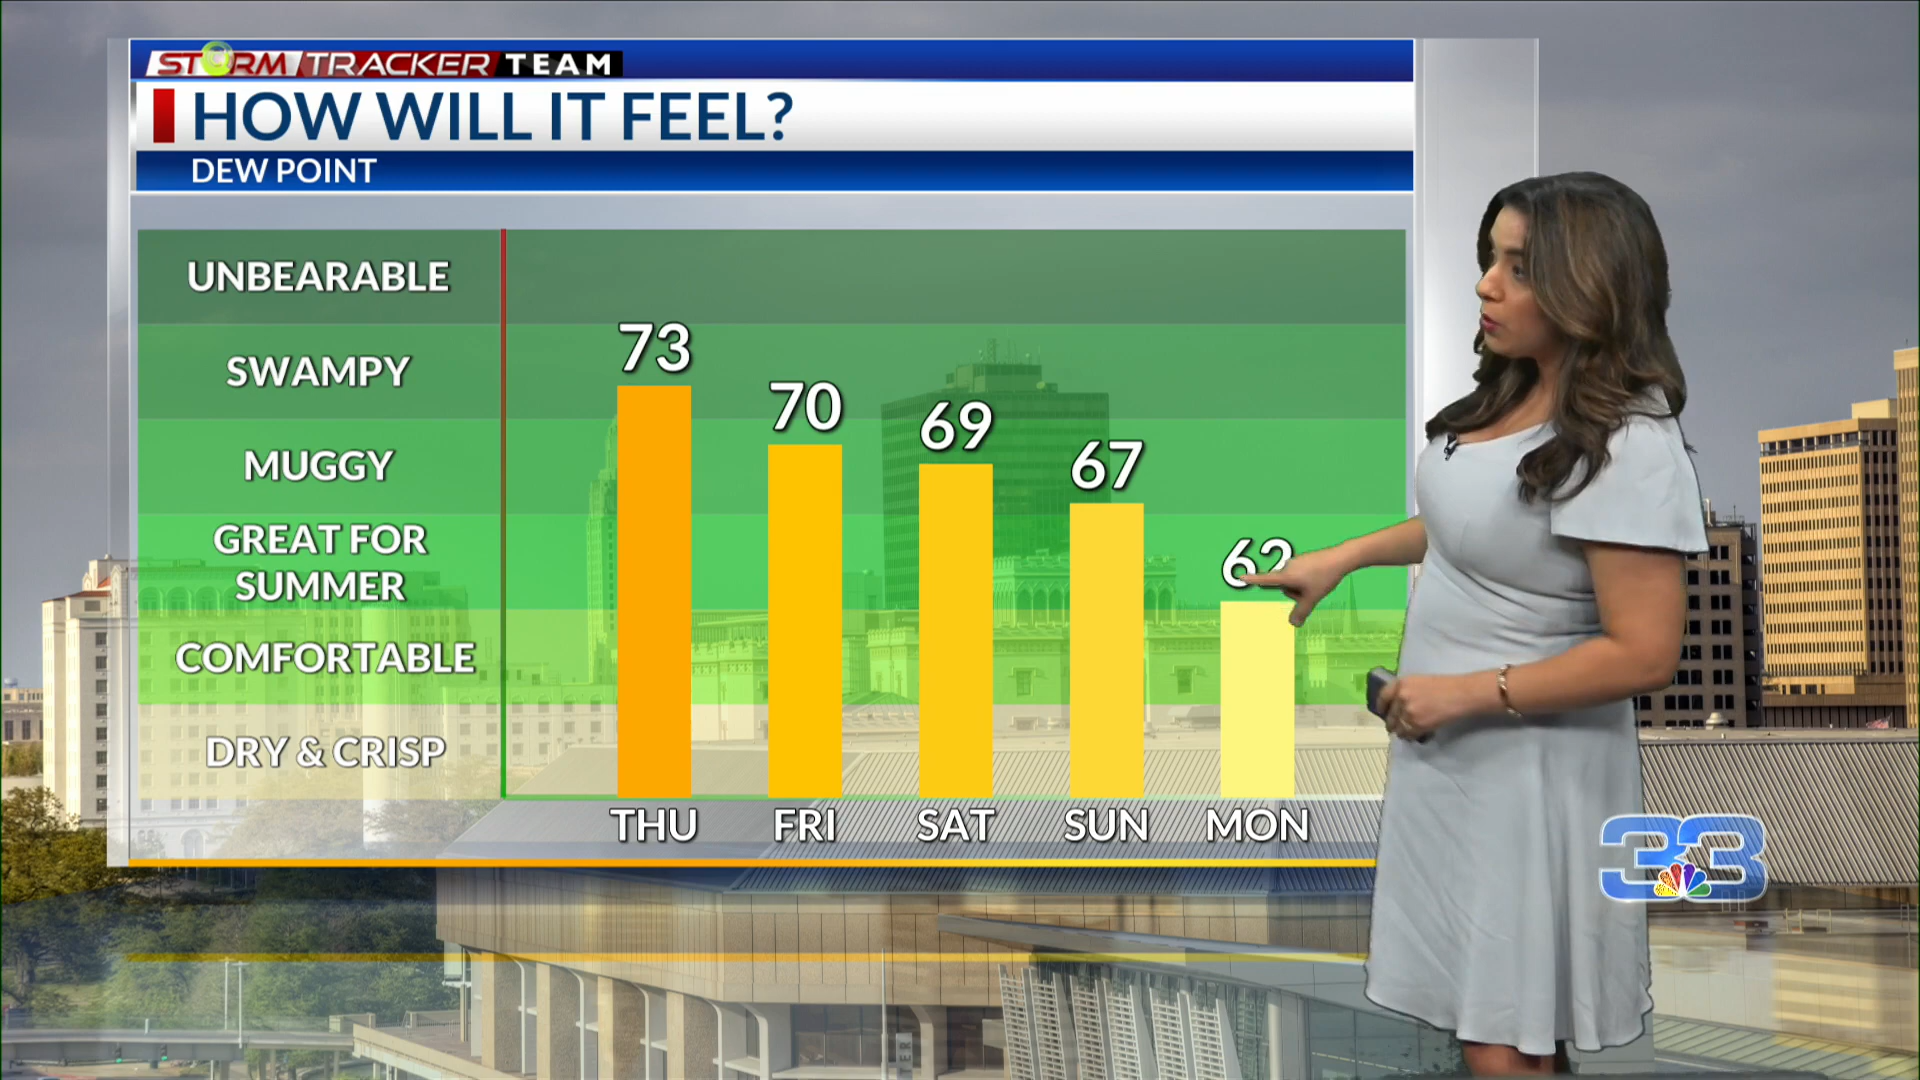 STORM TRACKER TEAM
HOW WILL IT FEEL?
DEW POINT
UNBEARABLE
SWAMPY
MUGGY
GREAT FOR
SUMMER
COMFORTABLE
DRY & CRISP
73
70
69
67
62
THU FRI SAT SUN MON
33